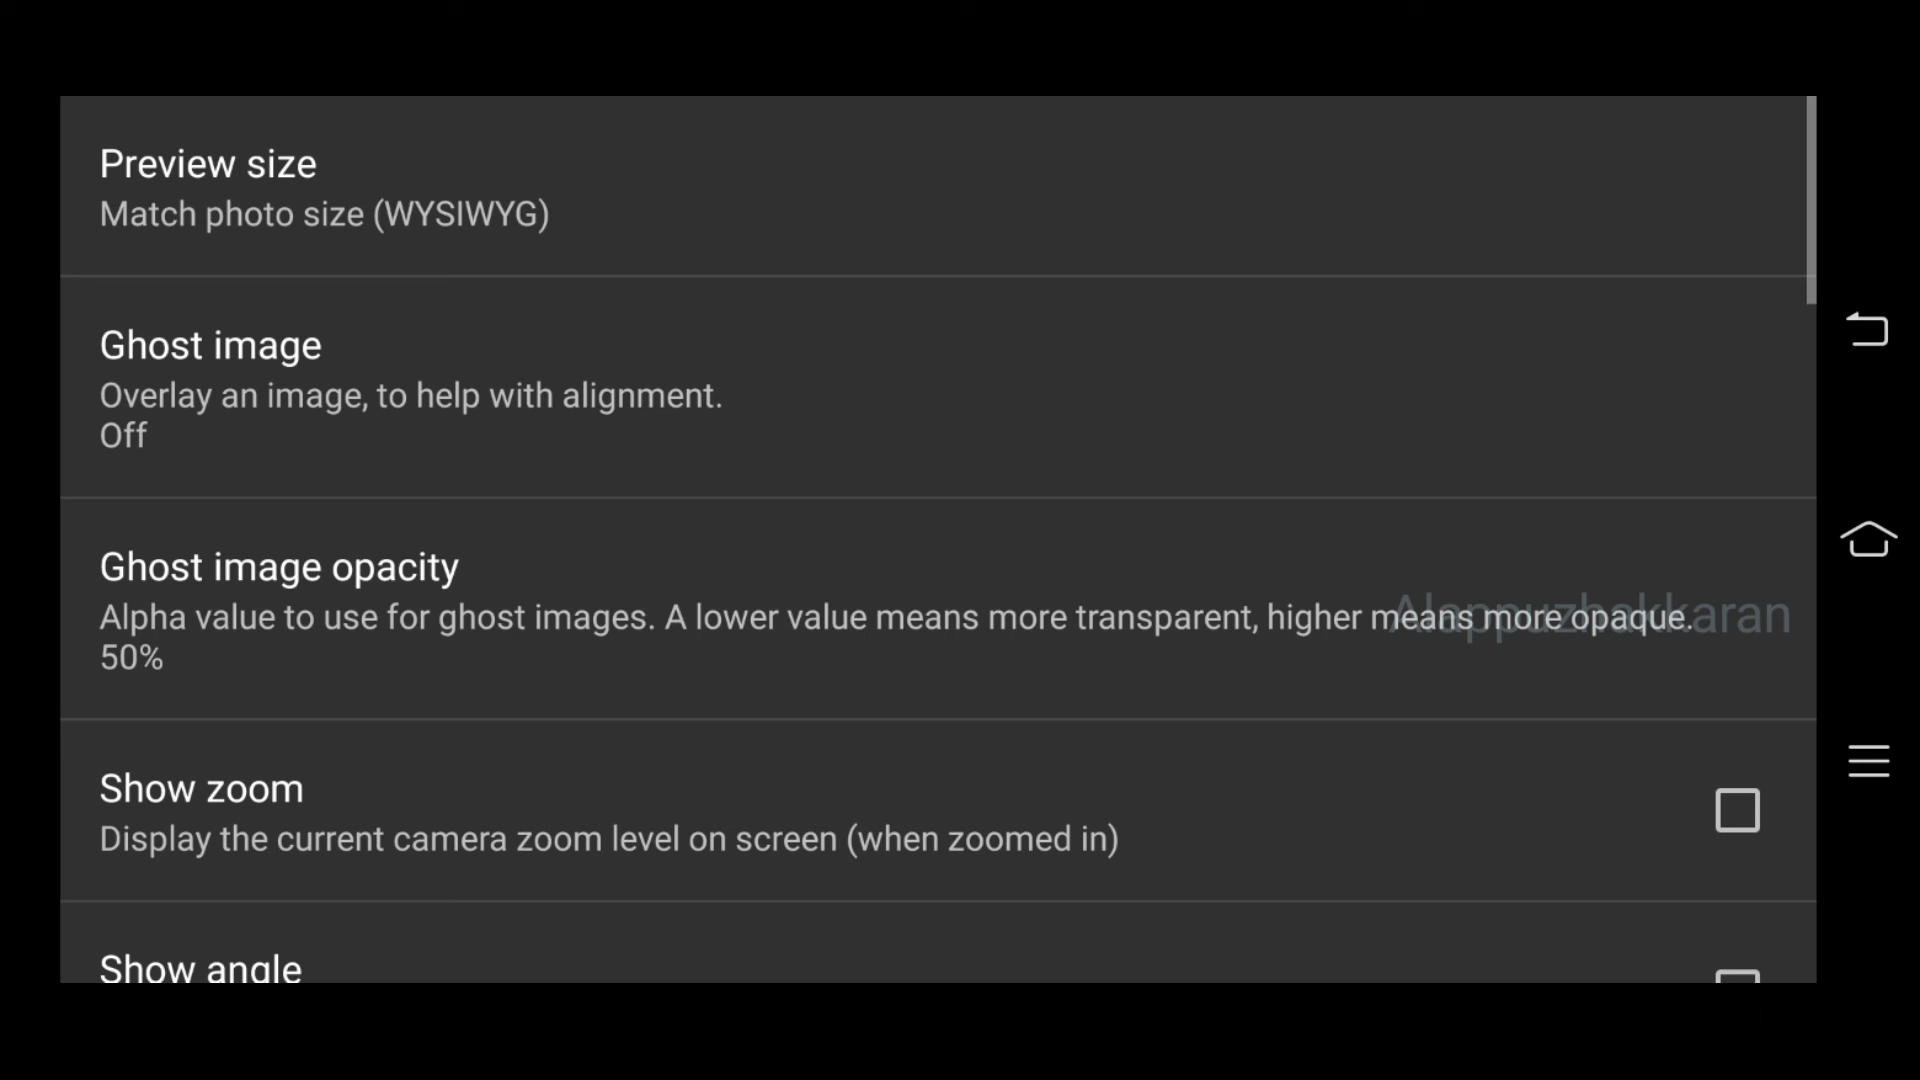 Preview size
Match photo size (WYSIWYG)
Ghost image
Overlay an image, to help with alignment.
Off
Ghost image opacity
Alpha value to use for ghost images. A lower value means more transparent, higher means more opaque.
Alappuzhakkaran
50%
Show zoom
Display the current camera zoom level on screen (when zoomed in)
Show angle